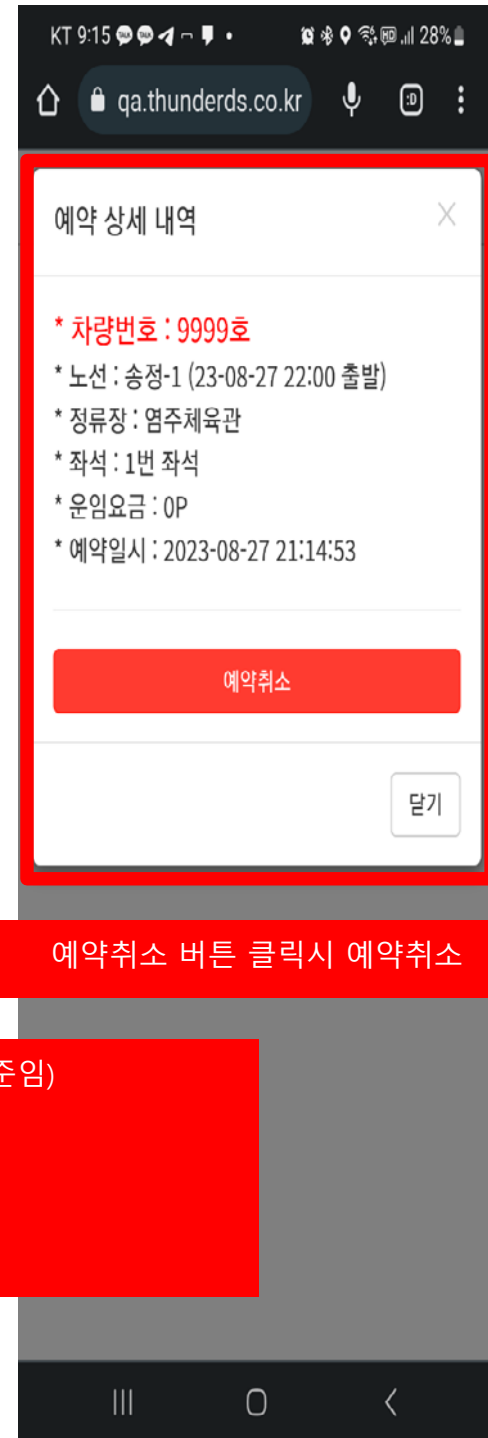 KT 9:15
28%
qa.thunderds.co.kr
:D
예약 상세 내역
* 차량번호 : 9999호
* 노선 : 송정-1 (23-08-27 22:00 출발)
* 정류장 : 염주체육관
* 좌석 : 1번 좌석
* 운임요금 : 0P
* 예약일시 : 2023-08-27 21:14:53
예약취소
닫기
예약취소 버튼 클릭시 예약취소
준임)